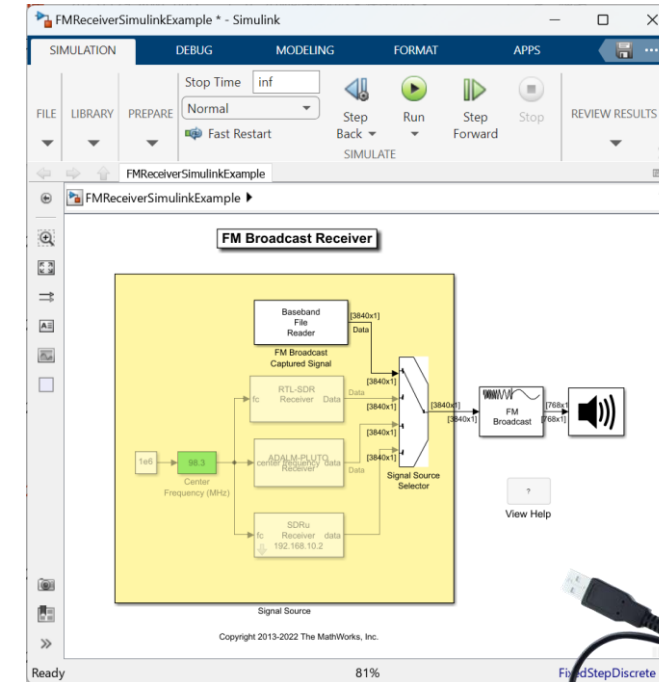 FMReceiverSimulinkExample * - Simulink
SIMULATION DEBUG MODELING FORMAT APPS
FILE
LIBRARY
PREPARE
Stop Time inf
Normal
Fast Restart
Step Back
Run
Step Forward
Stop
SIMULATE
REVIEW RESULTS
FMReceiverSimulinkExample
FMReceiverSimulinkExample
FM Broadcast Receiver
Baseband
File
Reader
[3840x1]
Data
FM Broadcast
Captured Signal
[3840x1]
RTL-SDR
fc Receiver Data
Data
[3840x1]
[3840x1]
ADALM-PLUTO
center frequency data
Receiver
Data
[3840x1]
1e6
98.3
Center
Frequency (MHz)
SDRu
fc Receiver data
192.168.10.2
Signal Source
Selector
[3840x1]
[3840x1]
FM
Broadcast
[768x1]
[768x1]
?
View Help
Signal Source
Copyright 2013-2022 The MathWorks, Inc.
Ready 81% FixedStepDiscrete